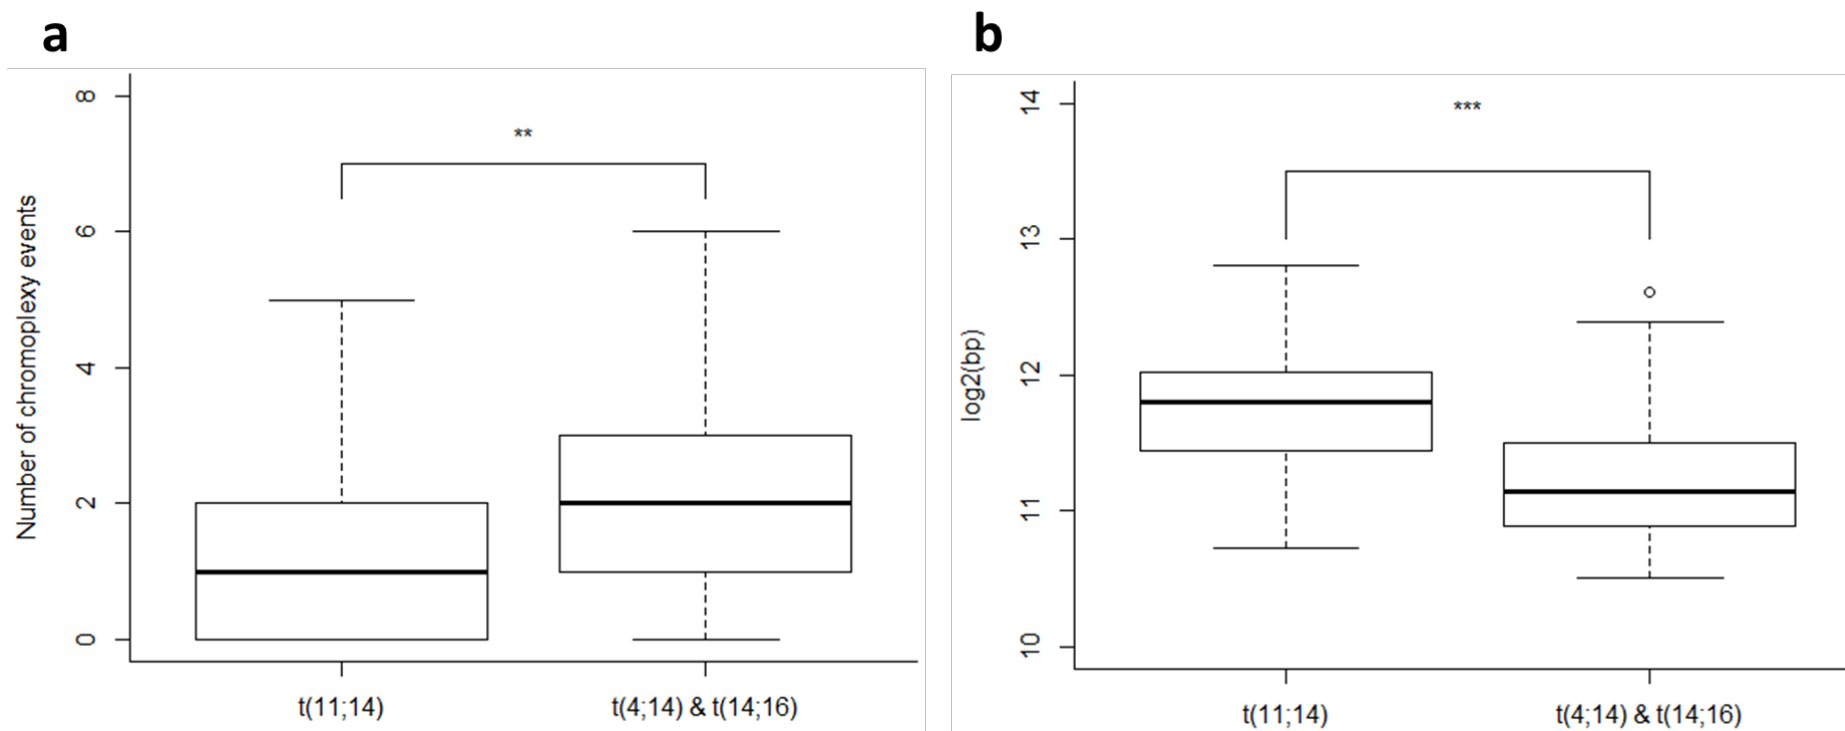 a
Number of chromoplexy events
8
6
4
2
0
**
t(11;14)
t(4;14) & t(14;16)
b
log2(bp)
14
13
12
11
10
***
t(11;14)
t(4;14) & t(14;16)